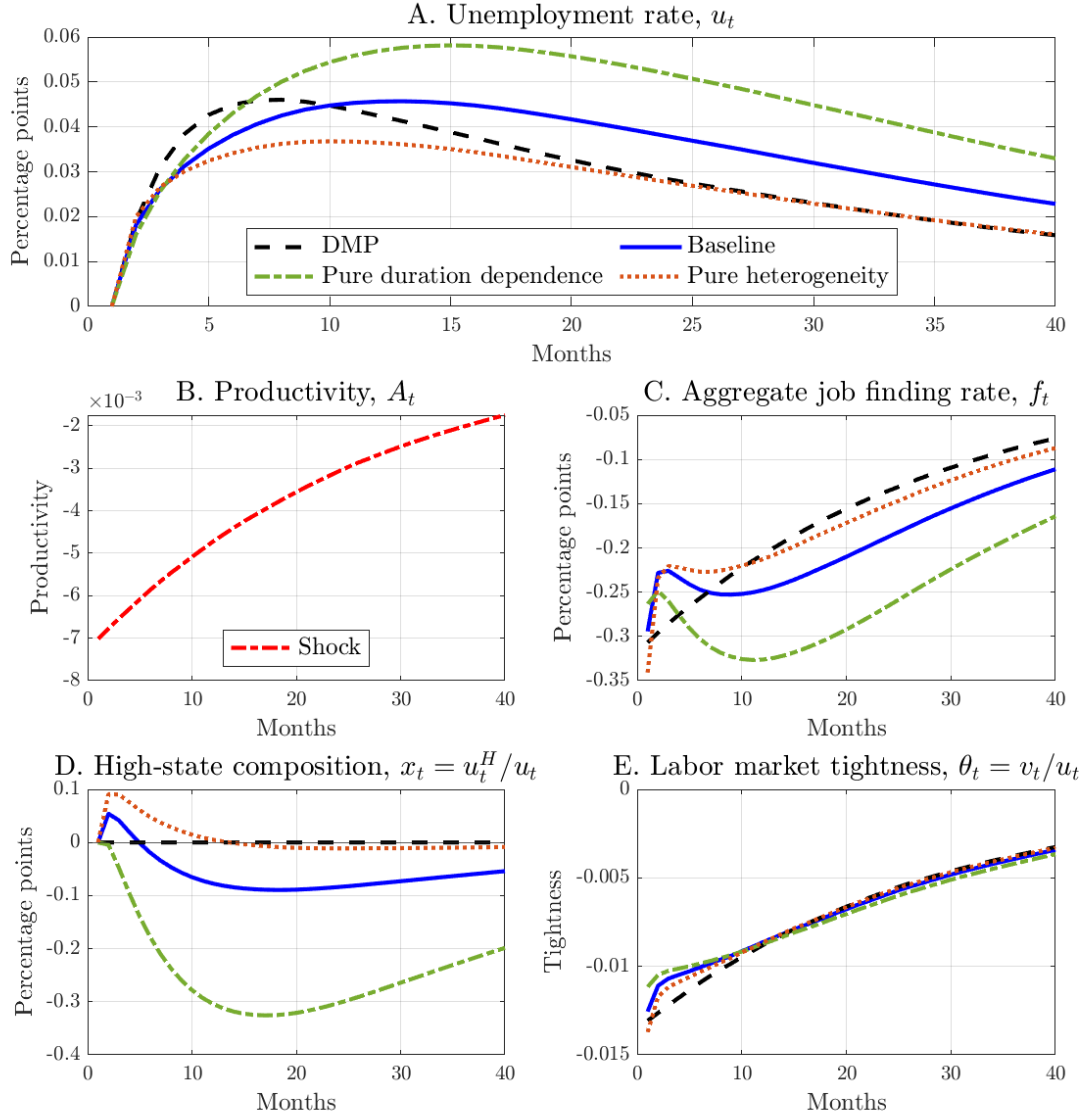 A. Unemployment rate, u_t
Percentage points
0.06
0.05
0.04
0.03
0.02
0.01
0
DMP
Baseline
Pure duration dependence
Pure heterogeneity
0 5 10 15 20 25 30 35 40
Months
B. Productivity, A_t
×10⁻³
Productivity
-2
-3
-4
-5
-6
-7
-8
Shock
0 10 20 30 40
Months
C. Aggregate job finding rate, f_t
Percentage points
-0.05
-0.1
-0.15
-0.2
-0.25
-0.3
-0.35
0 10 20 30 40
Months
D. High-state composition, x_t = u_t^H/u_t
Percentage points
0.1
0
-0.1
-0.2
-0.3
-0.4
0 10 20 30 40
Months
E. Labor market tightness, θ_t = v_t/u_t
Tightness
0
-0.005
-0.01
-0.015
0 10 20 30 40
Months